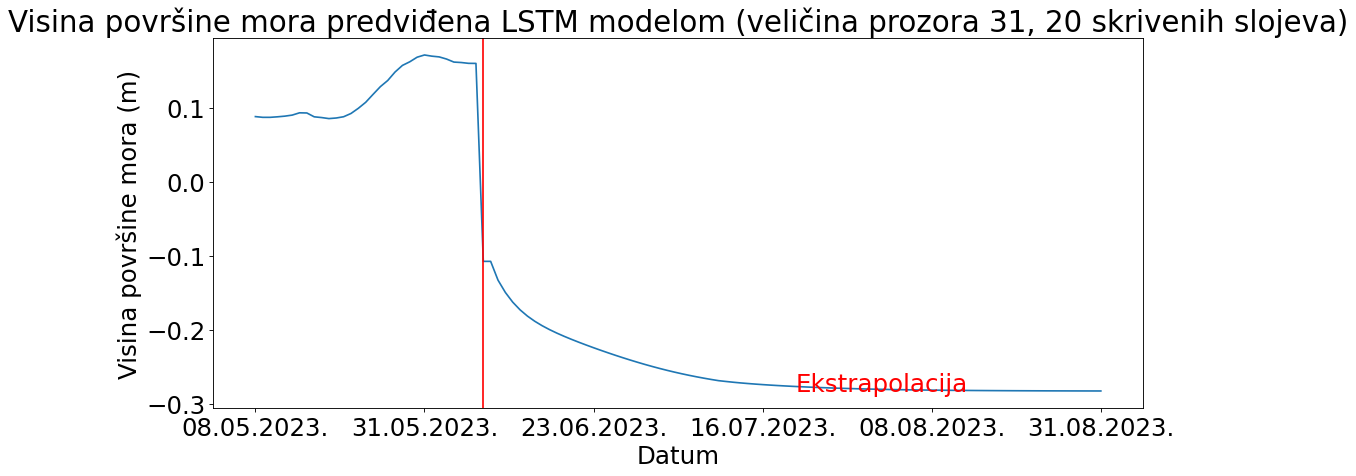 Visina površine mora predviđena LSTM modelom (veličina prozora 31, 20 skrivenih slojeva)
Visina površine mora (m)
0.1
0.0
−0.1
−0.2
−0.3
Ekstrapolacija
08.05.2023. 31.05.2023. 23.06.2023. 16.07.2023. 08.08.2023. 31.08.2023.
Datum